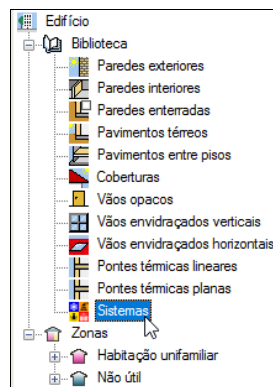 Edifício
Biblioteca
Paredes exteriores
Paredes interiores
Paredes enterradas
Pavimentos térreos
Pavimentos entre pisos
Coberturas
Vãos opacos
Vãos envidraçados verticais
Vãos envidraçados horizontais
Pontes térmicas lineares
Pontes térmicas planas
Sistemas
Zonas
Habitação unifamiliar
Não útil